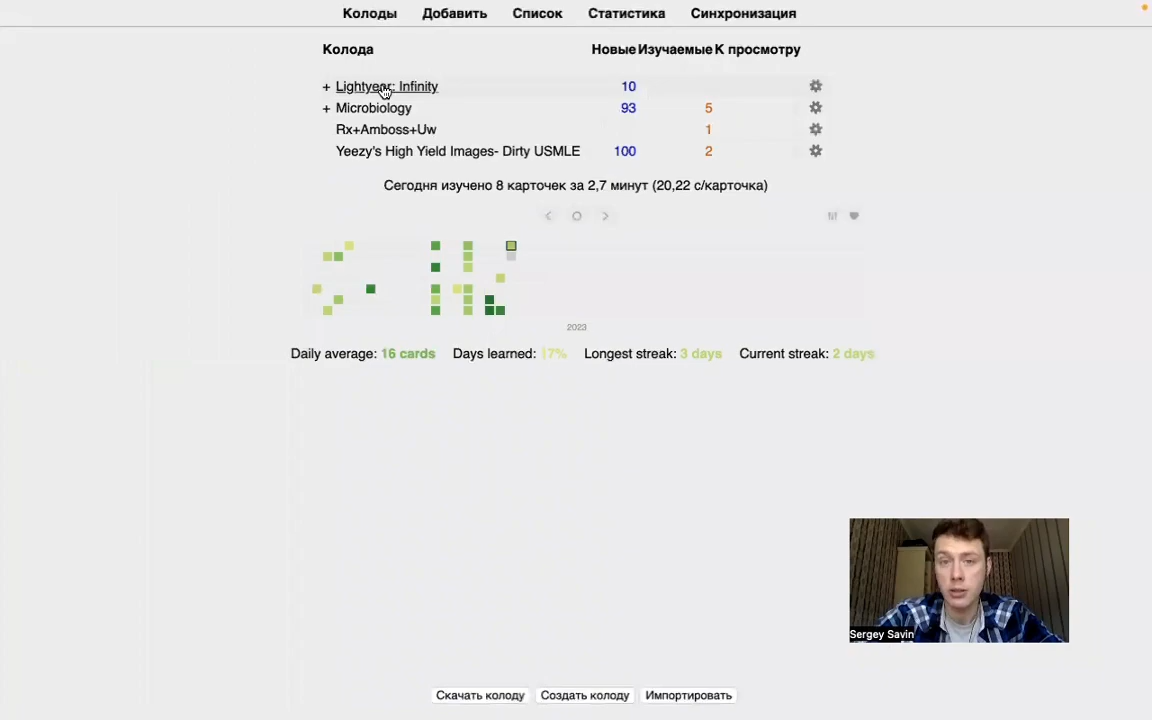 Колоды Добавить Список Статистика Синхронизация
Колода Новые Изучаемые К просмотру
+ Lightyear: Infinity 10
+ Microbiology 93 5
Rx+Amboss+Uw 1
Yeezy's High Yield Images- Dirty USMLE 100 2
Сегодня изучено 8 карточек за 2,7 минут (20,22 с/карточка)
2023
Daily average: 16 cards Days learned: 17% Longest streak: 3 days Current streak: 2 days
Sergey Savin
Скачать колоду Создать колоду Импортировать